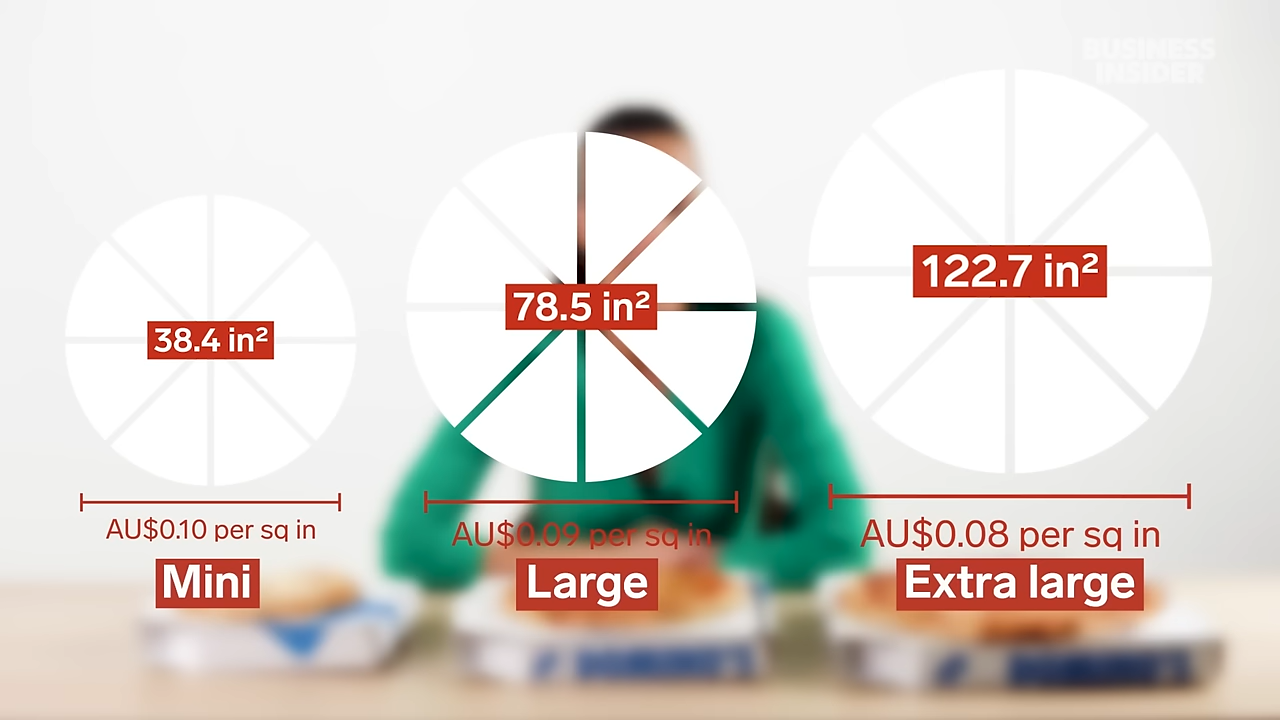 BUSINESS
INSIDER
38.4 in²
78.5 in²
122.7 in²
AU$0.10 per sq in
AU$0.09 per sq in
AU$0.08 per sq in
Mini
Large
Extra large
DOMINO'S